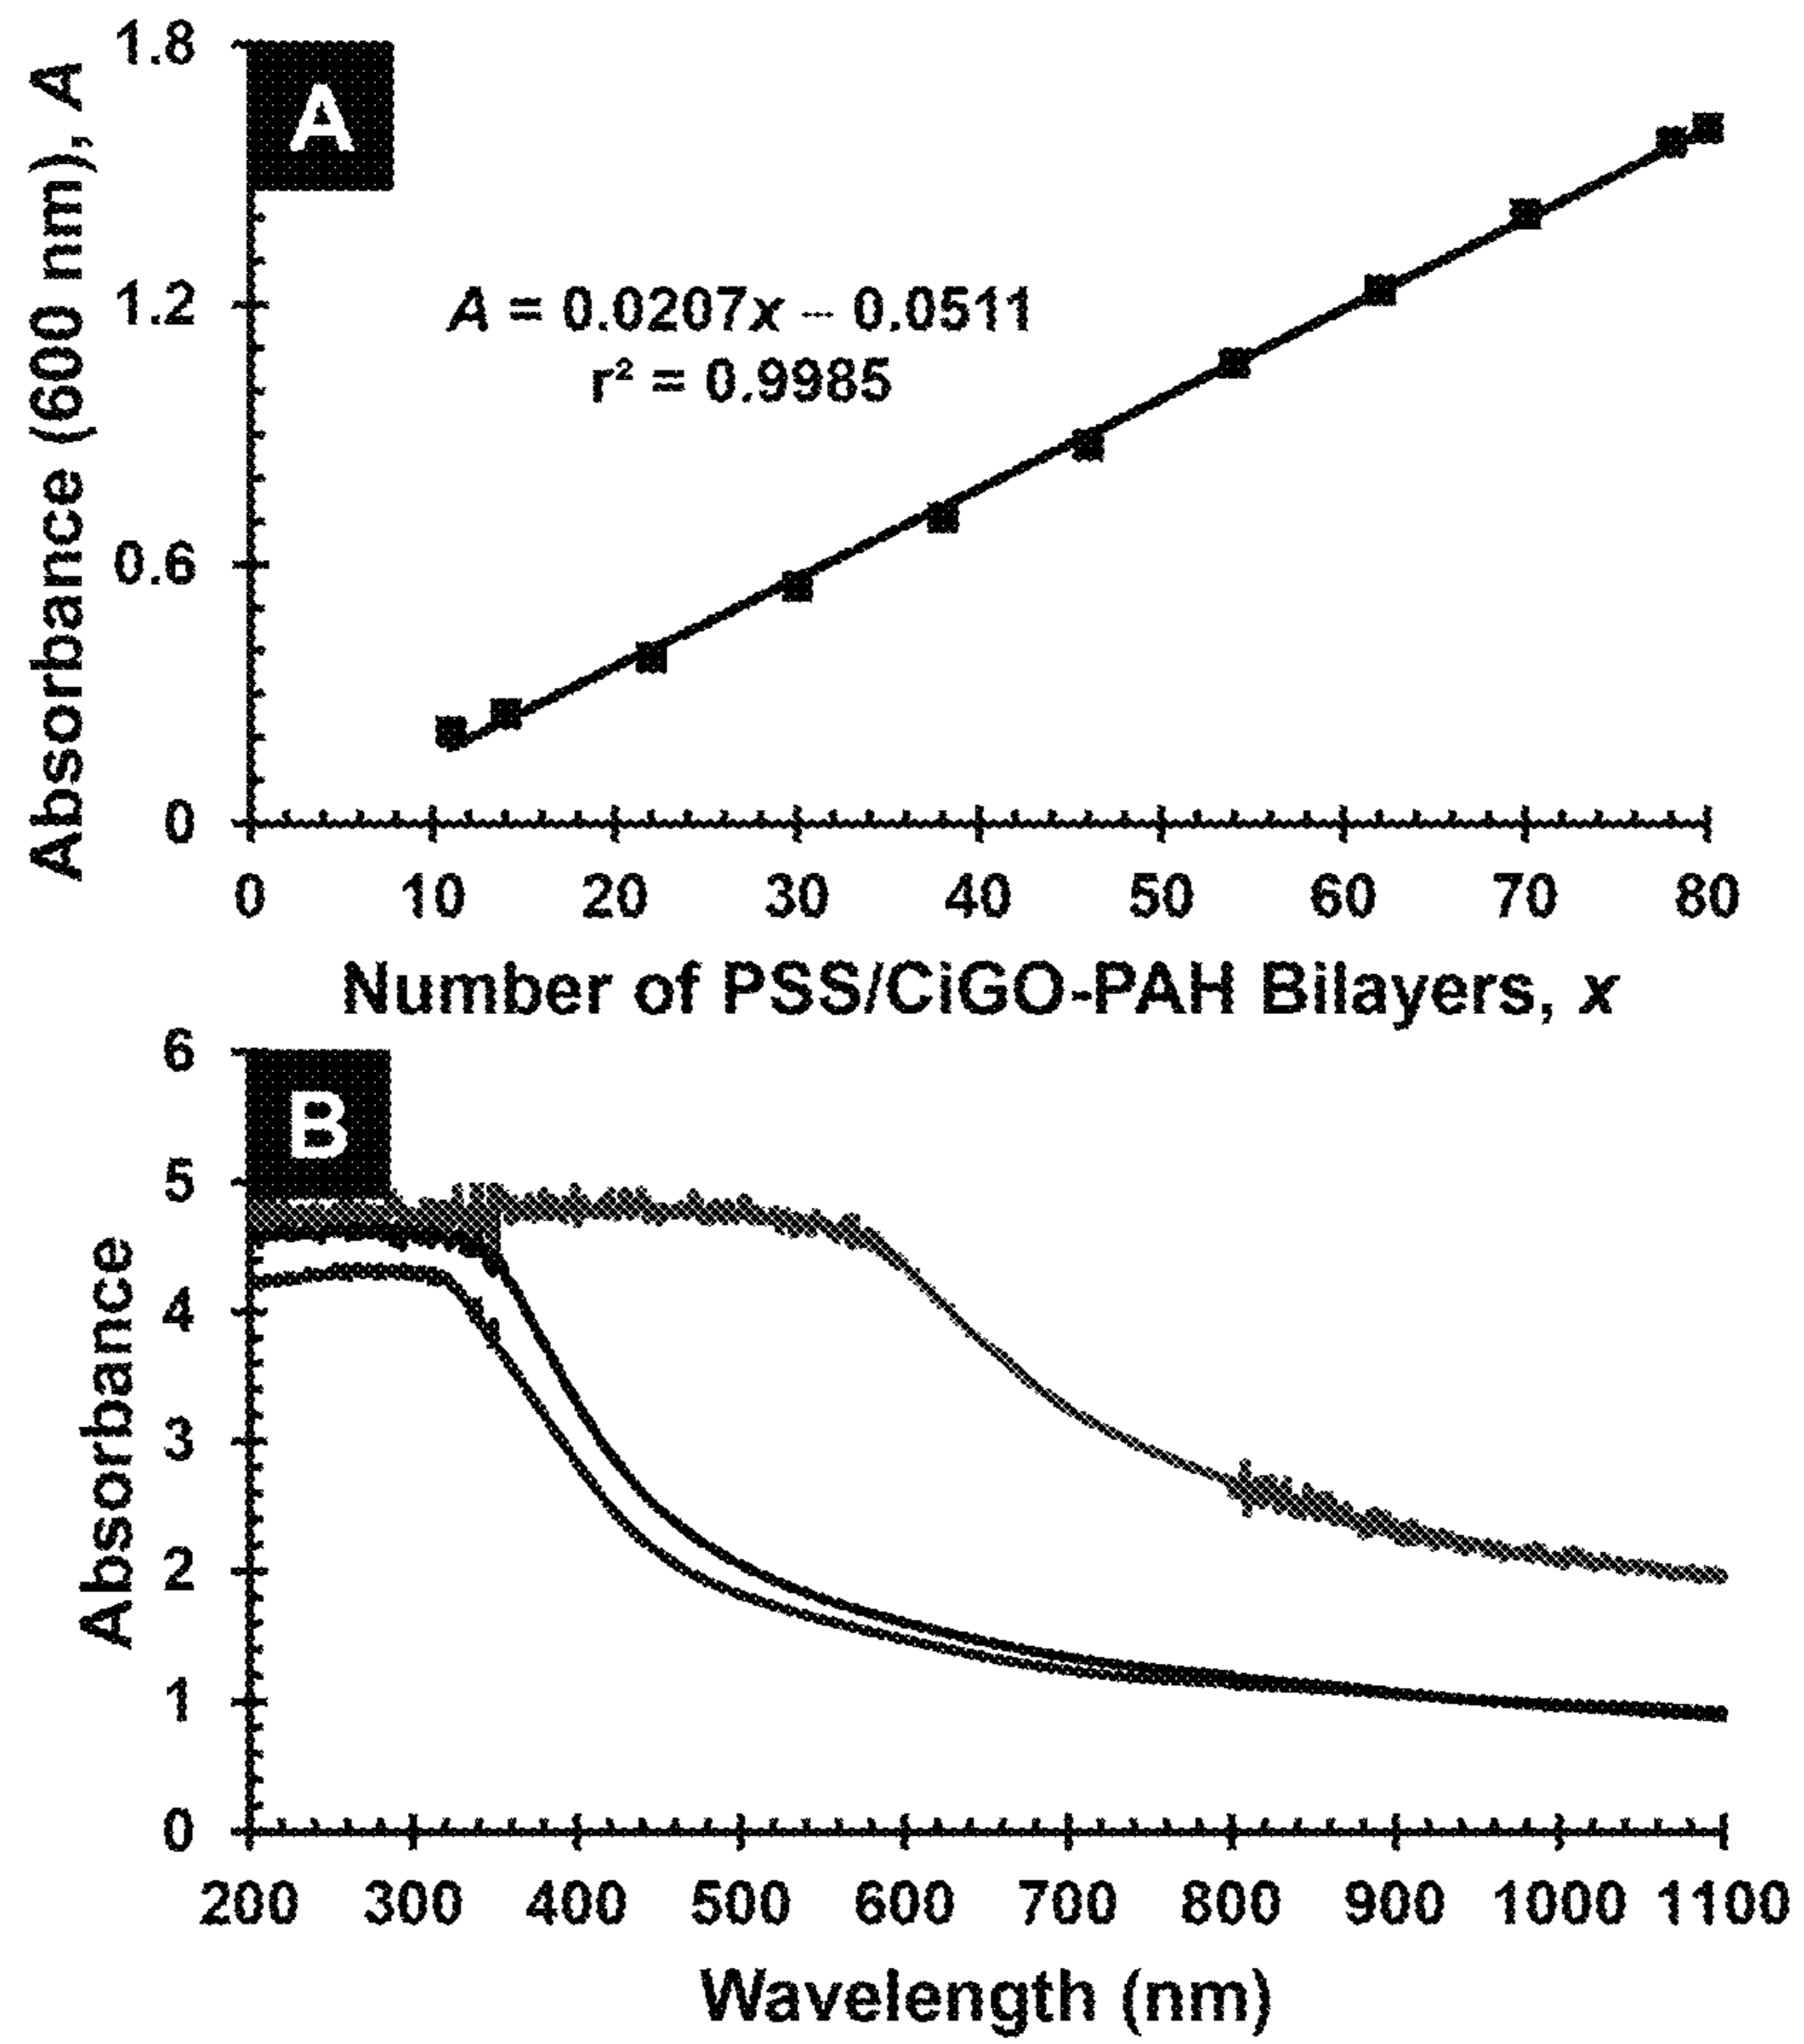 Absorbance (600 nm), A
1.8
1.2
0.6
0
A
A = 0.0207x – 0.0511
r² = 0.9985
0 10 20 30 40 50 60 70 80
Number of PSS/CiGO-PAH Bilayers, x
Absorbance
6
5
4
3
2
1
0
B
200 300 400 500 600 700 800 900 1000 1100
Wavelength (nm)